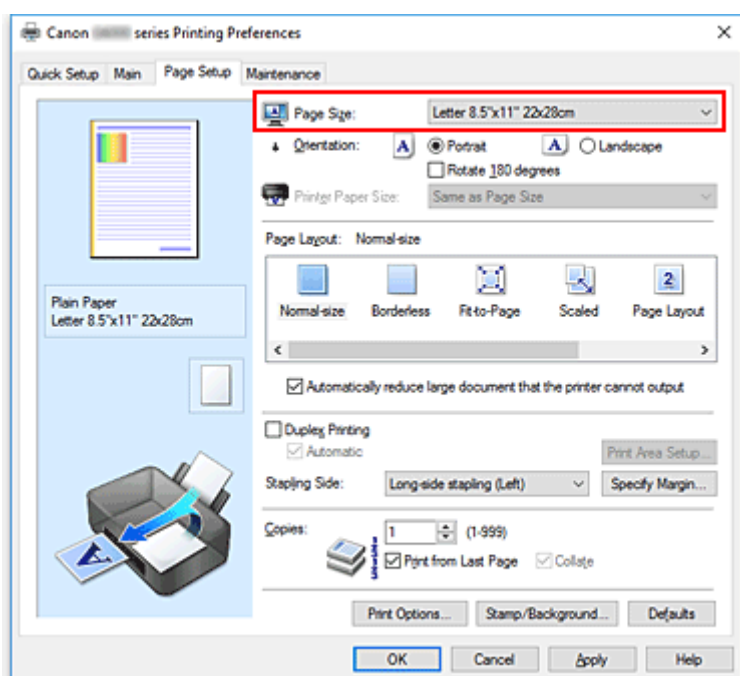 Canon series Printing Preferences
Quick Setup Main Page Setup Maintenance
Page Size: Letter 8.5"x11" 22x28cm
Orientation: A Portrait A Landscape
Rotate 180 degrees
Printer Paper Size: Same as Page Size
Page Layout: Normal-size
2
Normal-size Borderless Fit-to-Page Scaled Page Layout
Plain Paper
Letter 8.5"x11" 22x28cm
Automatically reduce large document that the printer cannot output
Duplex Printing
Automatic
Print Area Setup...
Stapling Side: Long-side stapling (Left) Specify Margin...
Copies: 1 (1-999)
Print from Last Page Collate
A
Print Options... Stamp/Background... Defaults
OK Cancel Apply Help